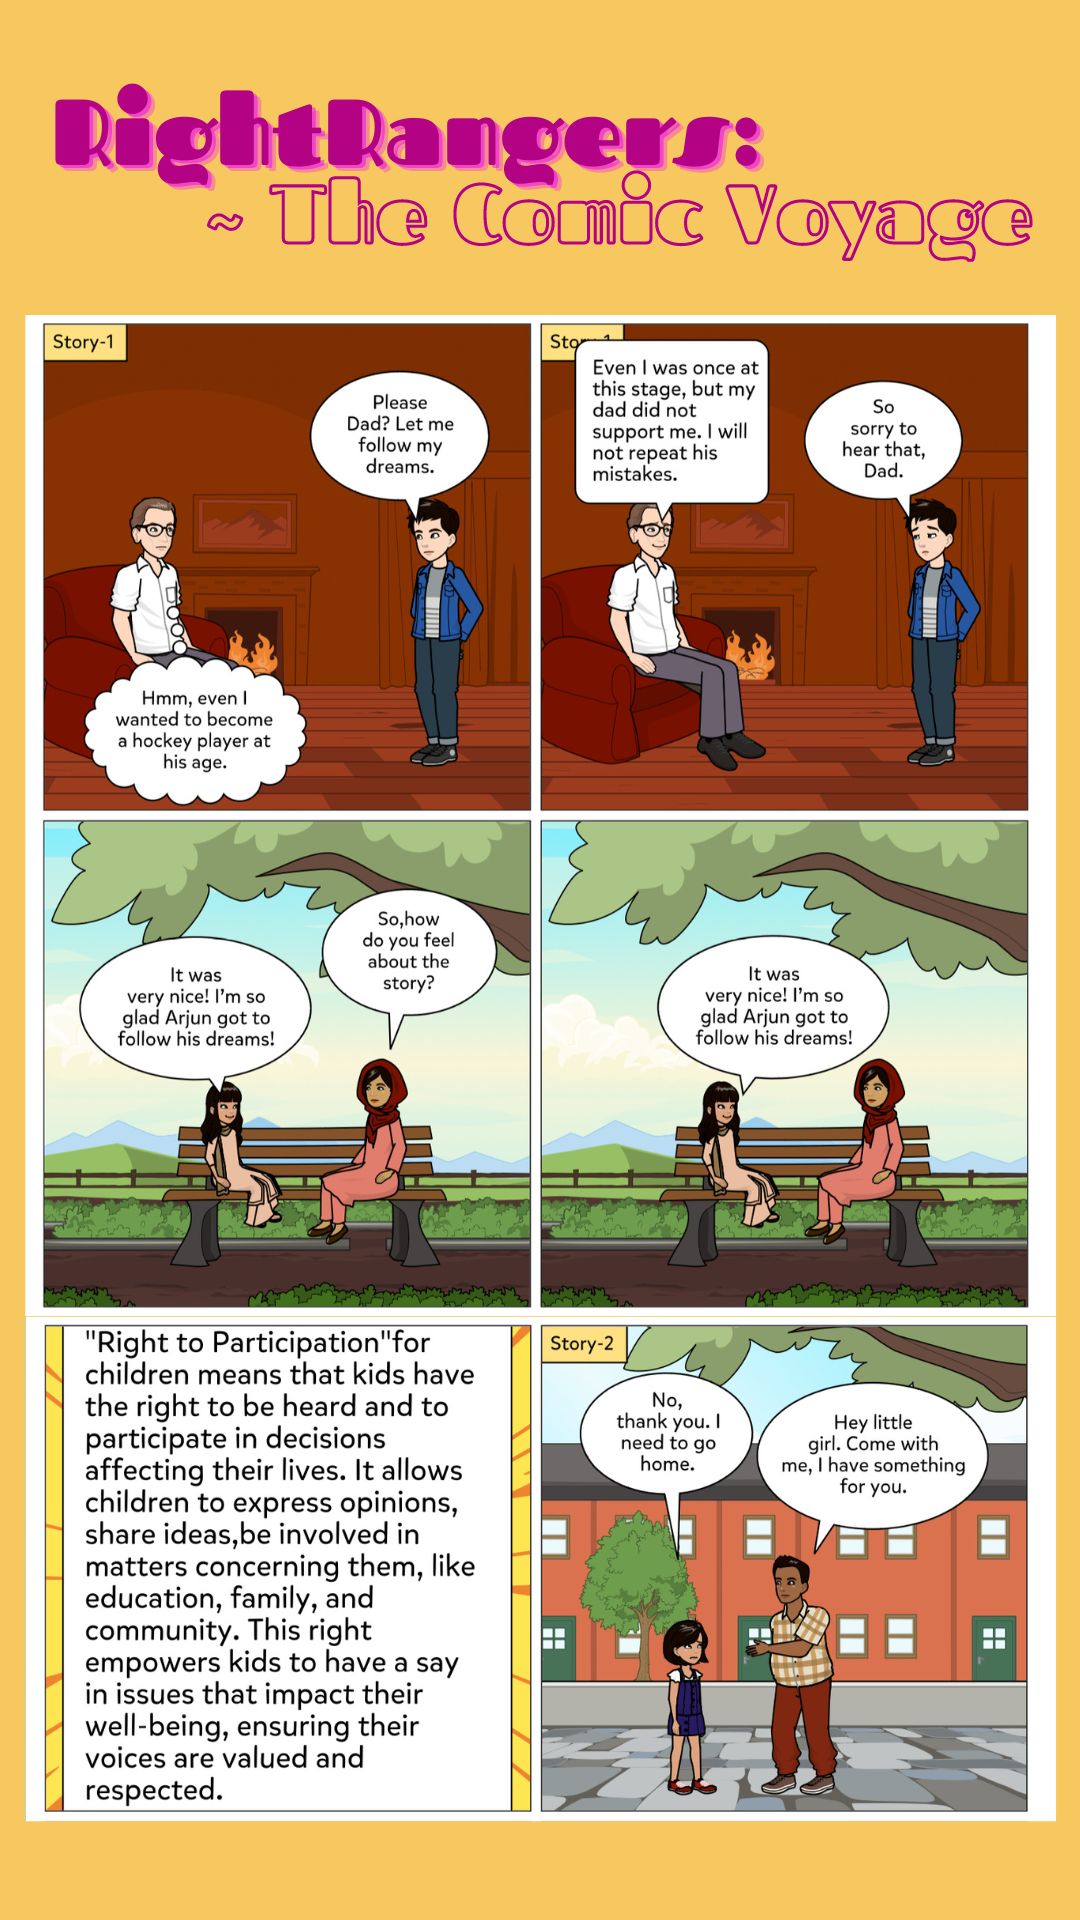 RightRangers:
~ The Comic Voyage
Story-1
Please
Dad? Let me
follow my
dreams.
Hmm, even I
wanted to become
a hockey player at
his age.
Story-1
Even I was once at
this stage, but my
dad did not
support me. I will
not repeat his
mistakes.
So
sorry to
hear that,
Dad.
So,how
do you feel
about the
story?
It was
very nice! I'm so
glad Arjun got to
follow his dreams!
It was
very nice! I'm so
glad Arjun got to
follow his dreams!
"Right to Participation"for
children means that kids have
the right to be heard and to
participate in decisions
affecting their lives. It allows
children to express opinions,
share ideas,be involved in
matters concerning them, like
education, family, and
community. This right
empowers kids to have a say
in issues that impact their
well-being, ensuring their
voices are valued and
respected.
Story-2
No,
thank you. I
need to go
home.
Hey little
girl. Come with
me, I have something
for you.